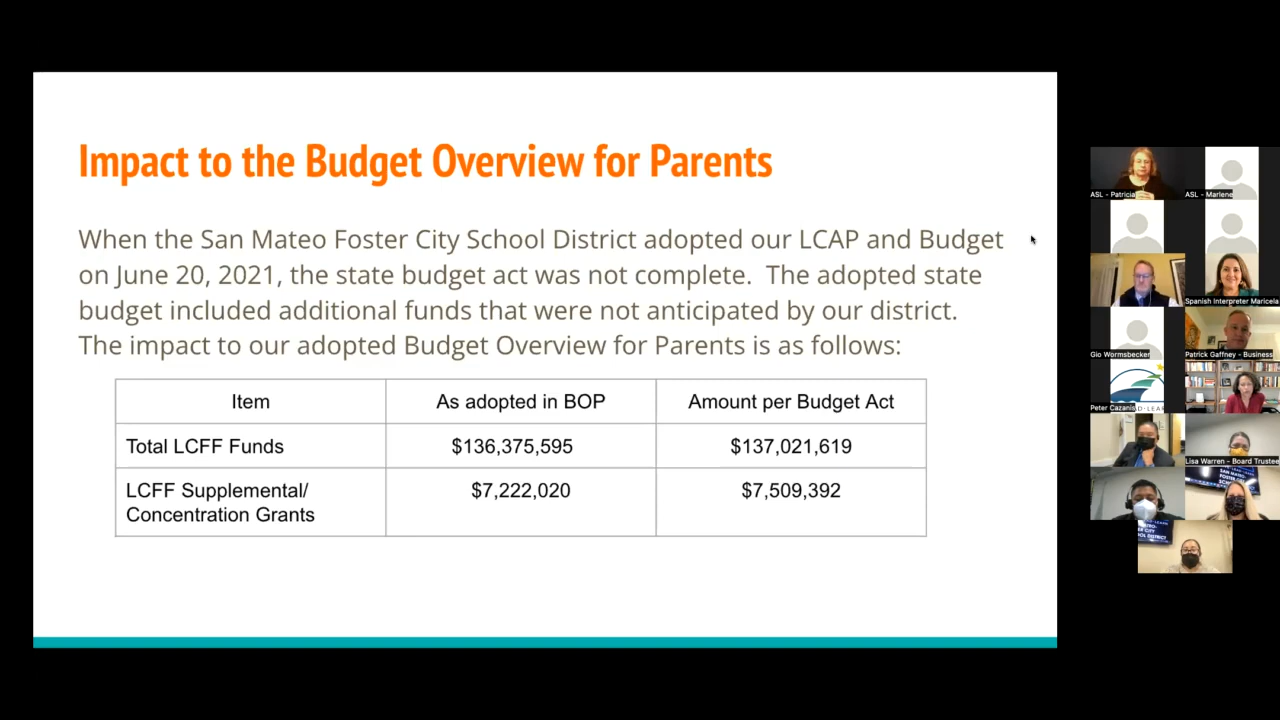 Impact to the Budget Overview for Parents
When the San Mateo Foster City School District adopted our LCAP and Budget
on June 20, 2021, the state budget act was not complete.  The adopted state
budget included additional funds that were not anticipated by our district.
The impact to our adopted Budget Overview for Parents is as follows:
Item
As adopted in BOP
Amount per Budget Act
Total LCFF Funds
$136,375,595
$137,021,619
LCFF Supplemental/
Concentration Grants
$7,222,020
$7,509,392
ASL - Patricia
ASL - Marlene
Spanish Interpreter Maricela
Gio Wormsbecker
Patrick Gaffney - Business
Peter Cazanis
Lisa Warren - Board Trustee